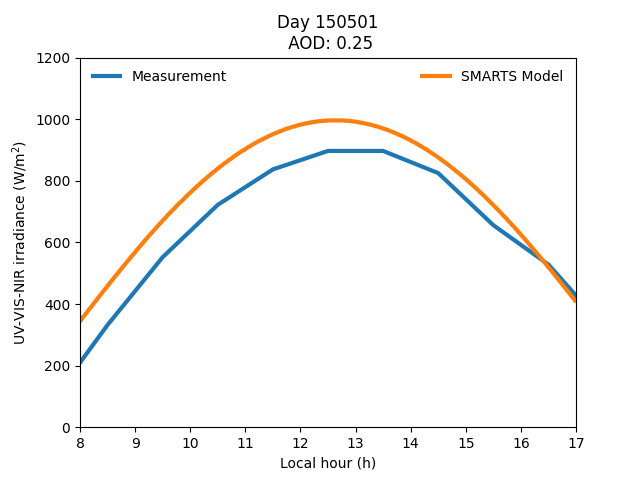 Day 150501
AOD: 0.25
Measurement
SMARTS Model
1200
1000
800
600
400
200
0
UV-VIS-NIR irradiance (W/m²)
8 9 10 11 12 13 14 15 16 17
Local hour (h)